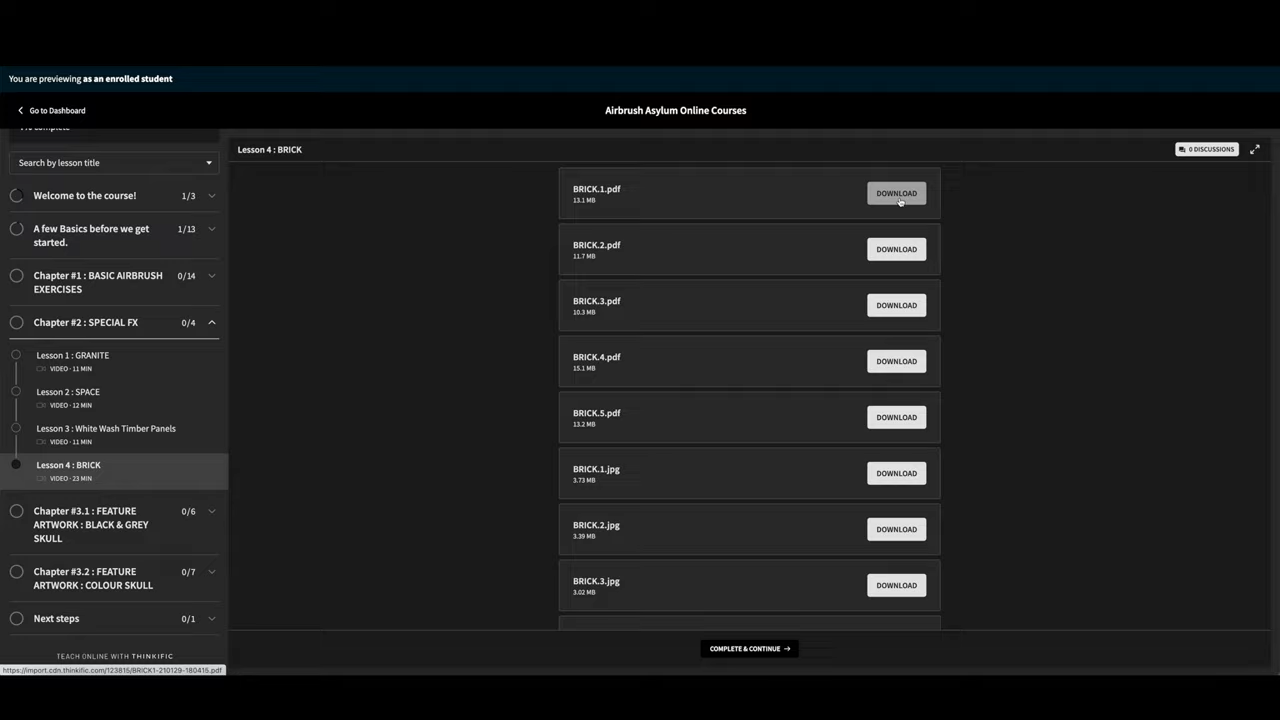 You are previewing as an enrolled student
Go to Dashboard
Airbrush Asylum Online Courses
Search by lesson title
Welcome to the course! 1/3
A few Basics before we get 1/13
started.
Chapter #1 : BASIC AIRBRUSH 0/14
EXERCISES
Chapter #2 : SPECIAL FX 0/4
Lesson 1 : GRANITE
VIDEO · 11 MIN
Lesson 2 : SPACE
VIDEO · 12 MIN
Lesson 3 : White Wash Timber Panels
VIDEO · 11 MIN
Lesson 4 : BRICK
VIDEO · 23 MIN
Chapter #3.1 : FEATURE 0/6
ARTWORK : BLACK & GREY
SKULL
Chapter #3.2 : FEATURE 0/7
ARTWORK : COLOUR SKULL
Next steps 0/1
TEACH ONLINE WITH THINKIFIC
https://import.cdn.thinkific.com/123815/BRICK1-210129-180415.pdf
Lesson 4 : BRICK
0 DISCUSSIONS
BRICK.1.pdf
13.1 MB
DOWNLOAD
BRICK.2.pdf
11.7 MB
DOWNLOAD
BRICK.3.pdf
10.3 MB
DOWNLOAD
BRICK.4.pdf
15.1 MB
DOWNLOAD
BRICK.5.pdf
13.2 MB
DOWNLOAD
BRICK.1.jpg
3.73 MB
DOWNLOAD
BRICK.2.jpg
3.39 MB
DOWNLOAD
BRICK.3.jpg
3.02 MB
DOWNLOAD
COMPLETE & CONTINUE →